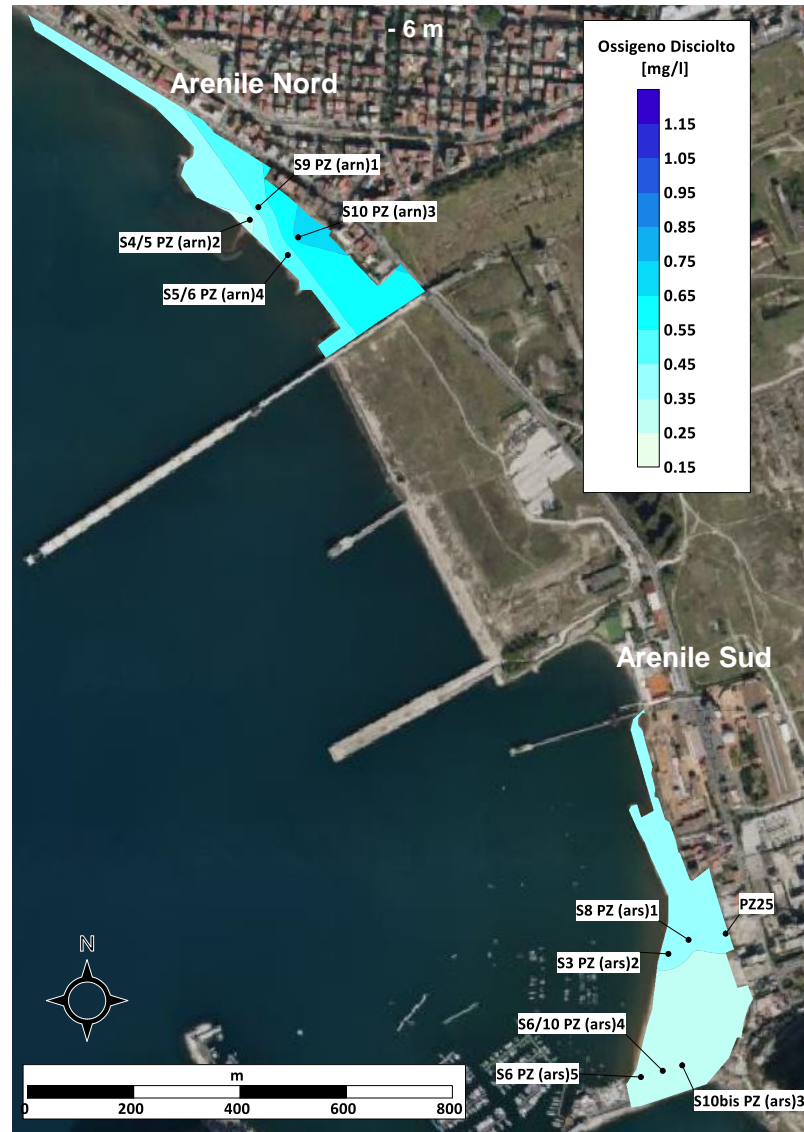 - 6 m
Arenile Nord
Ossigeno Disciolto
[mg/l]
1.15
1.05
0.95
0.85
0.75
0.65
0.55
0.45
0.35
0.25
0.15
S9 PZ (arn)1
S10 PZ (arn)3
S4/5 PZ (arn)2
S5/6 PZ (arn)4
Arenile Sud
S8 PZ (ars)1
PZ25
S3 PZ (ars)2
S6/10 PZ (ars)4
S6 PZ (ars)5
S10bis PZ (ars)3
N
m
0 200 400 600 800